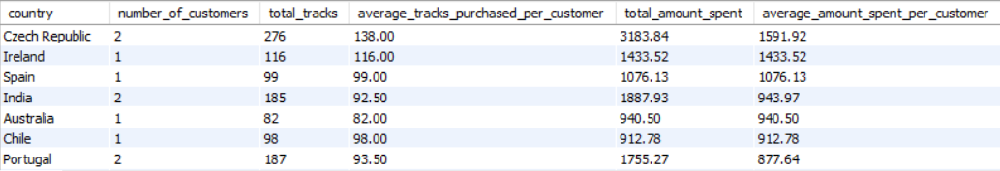 country number_of_customers total_tracks average_tracks_purchased_per_customer total_amount_spent average_amount_spent_per_customer
Czech Republic 2 276 138.00 3183.84 1591.92
Ireland 1 116 116.00 1433.52 1433.52
Spain 1 99 99.00 1076.13 1076.13
India 2 185 92.50 1887.93 943.97
Australia 1 82 82.00 940.50 940.50
Chile 1 98 98.00 912.78 912.78
Portugal 2 187 93.50 1755.27 877.64